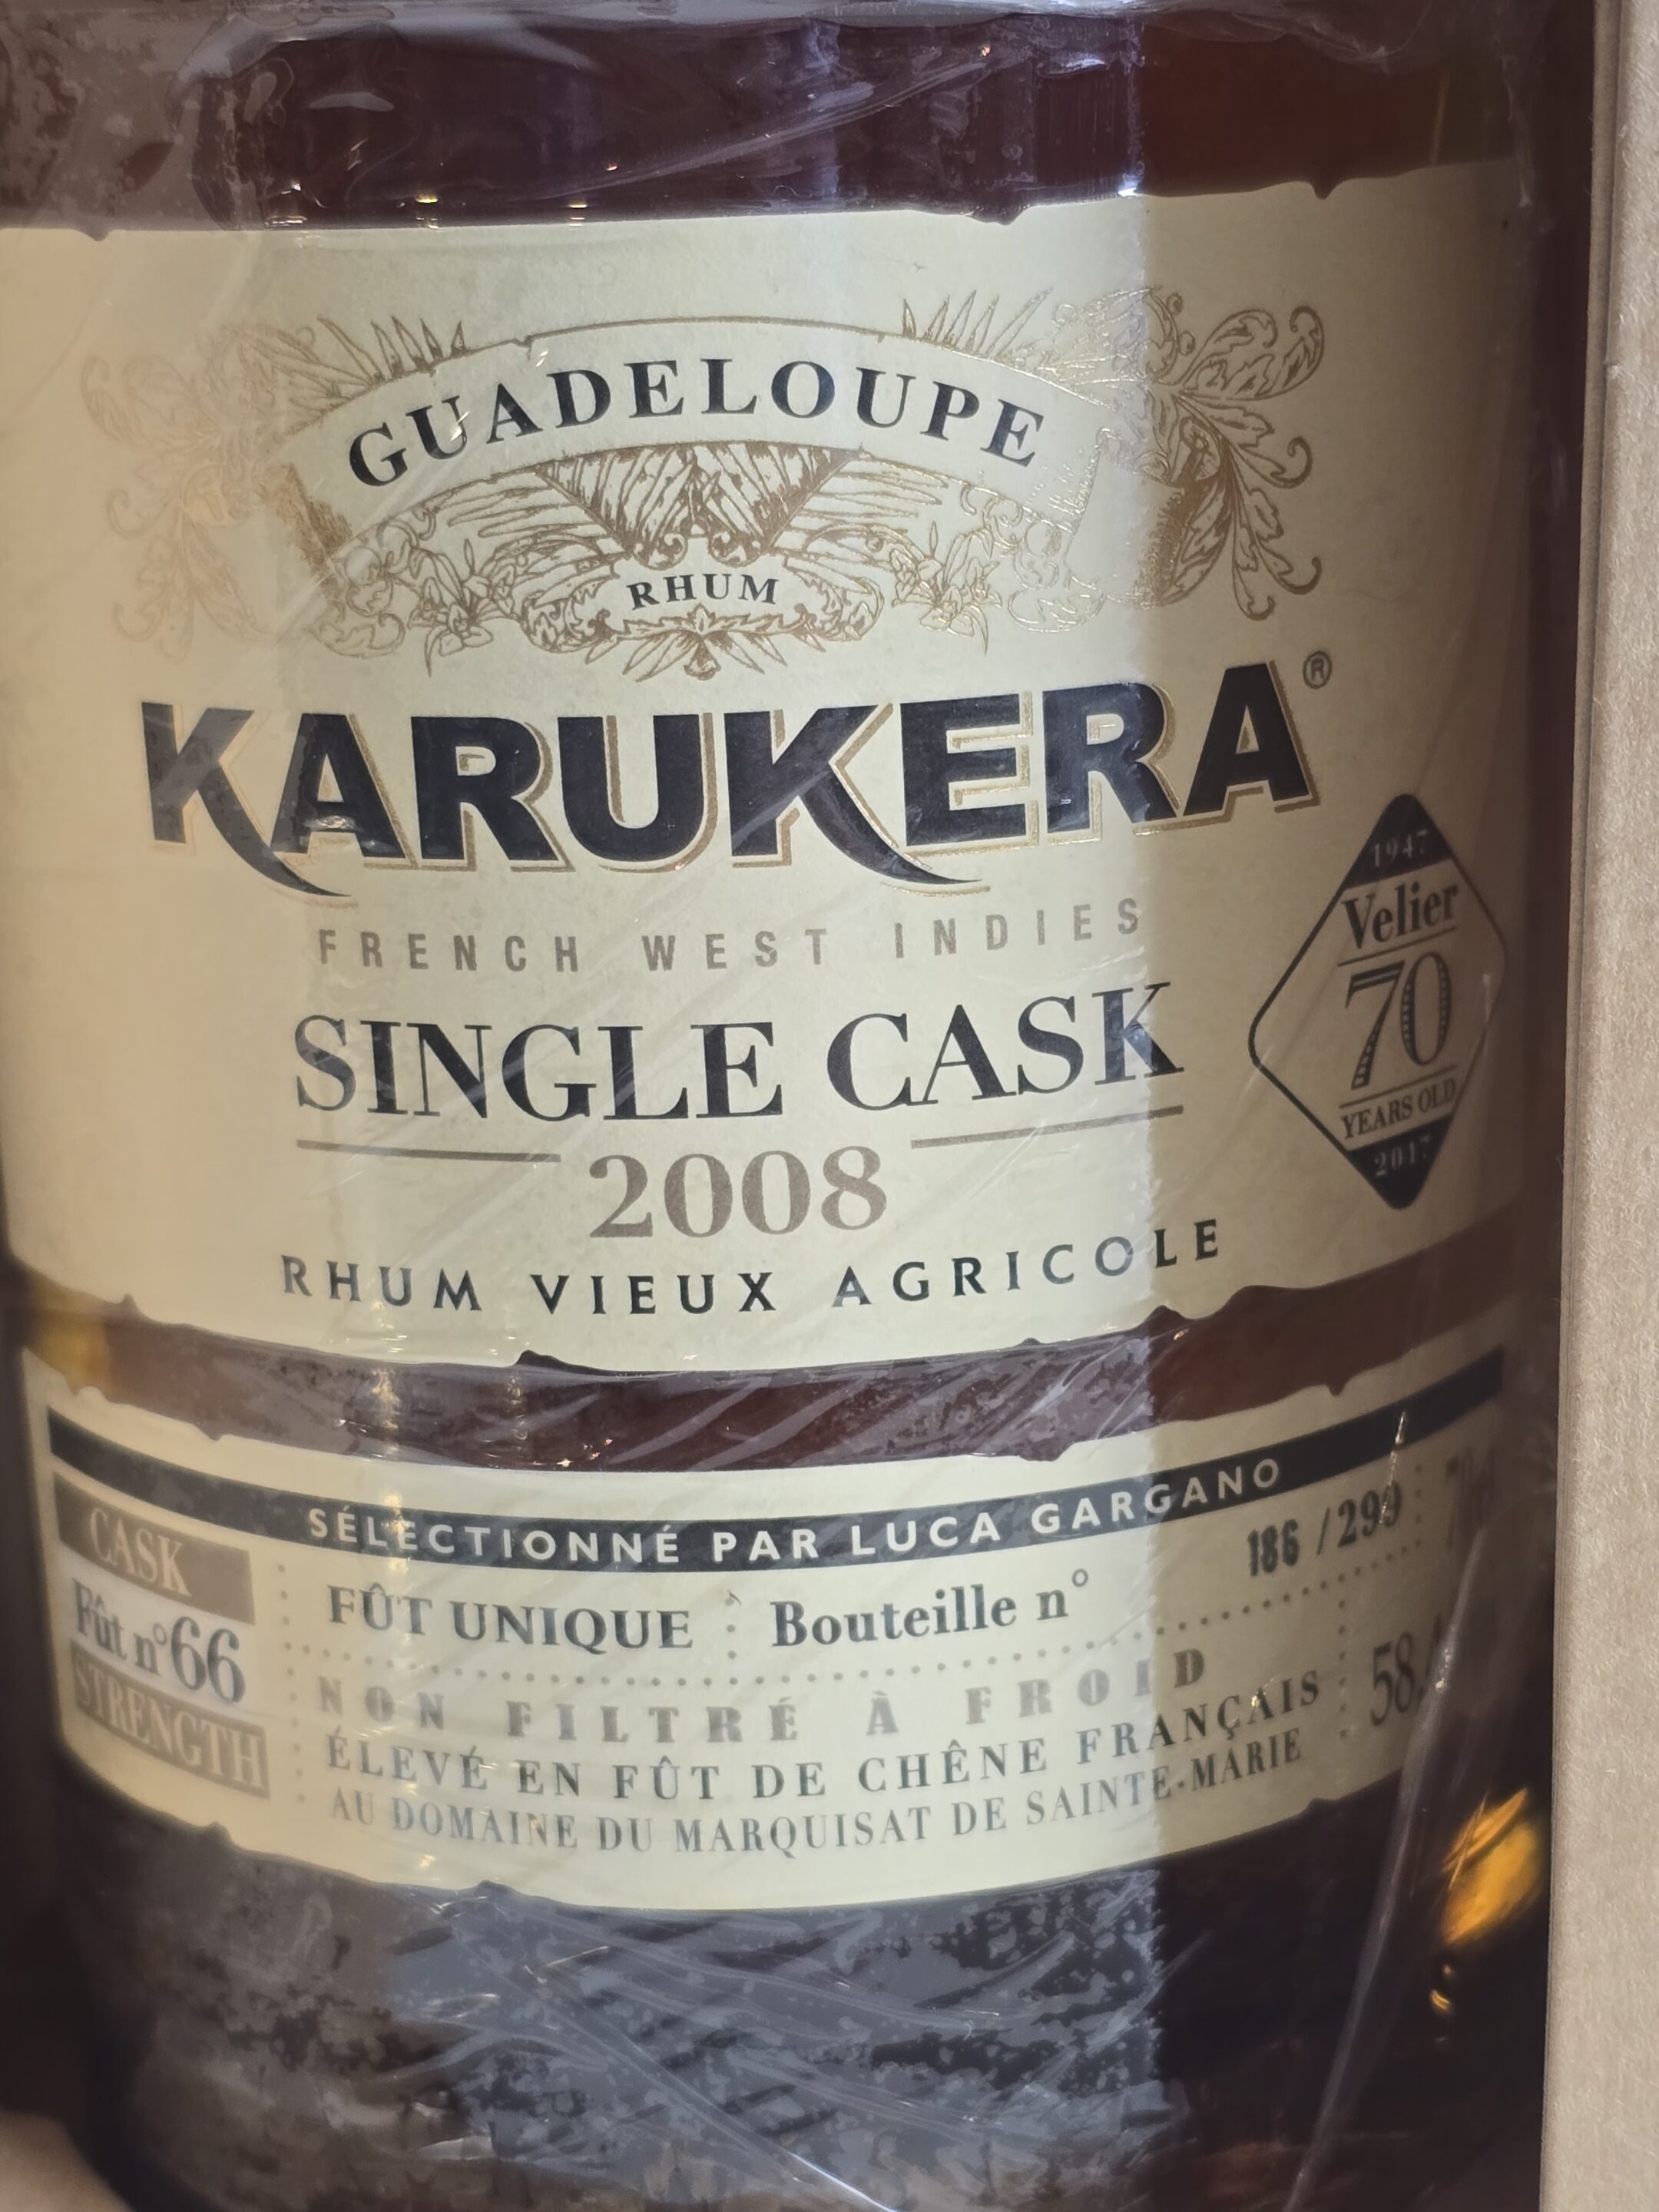 GUADELOUPE
RHUM
KARUKERA®
FRENCH WEST INDIES
SINGLE CASK
2008
RHUM VIEUX AGRICOLE
1947
Velier
70
YEARS OLD
2017
SÉLECTIONNÉ PAR LUCA GARGANO
CASK
Fût n°66
STRENGTH
FÛT UNIQUE Bouteille n° 186 /299
NON FILTRÉ À FROID
ÉLEVÉ EN FÛT DE CHÊNE FRANÇAIS
AU DOMAINE DU MARQUISAT DE SAINTE-MARIE